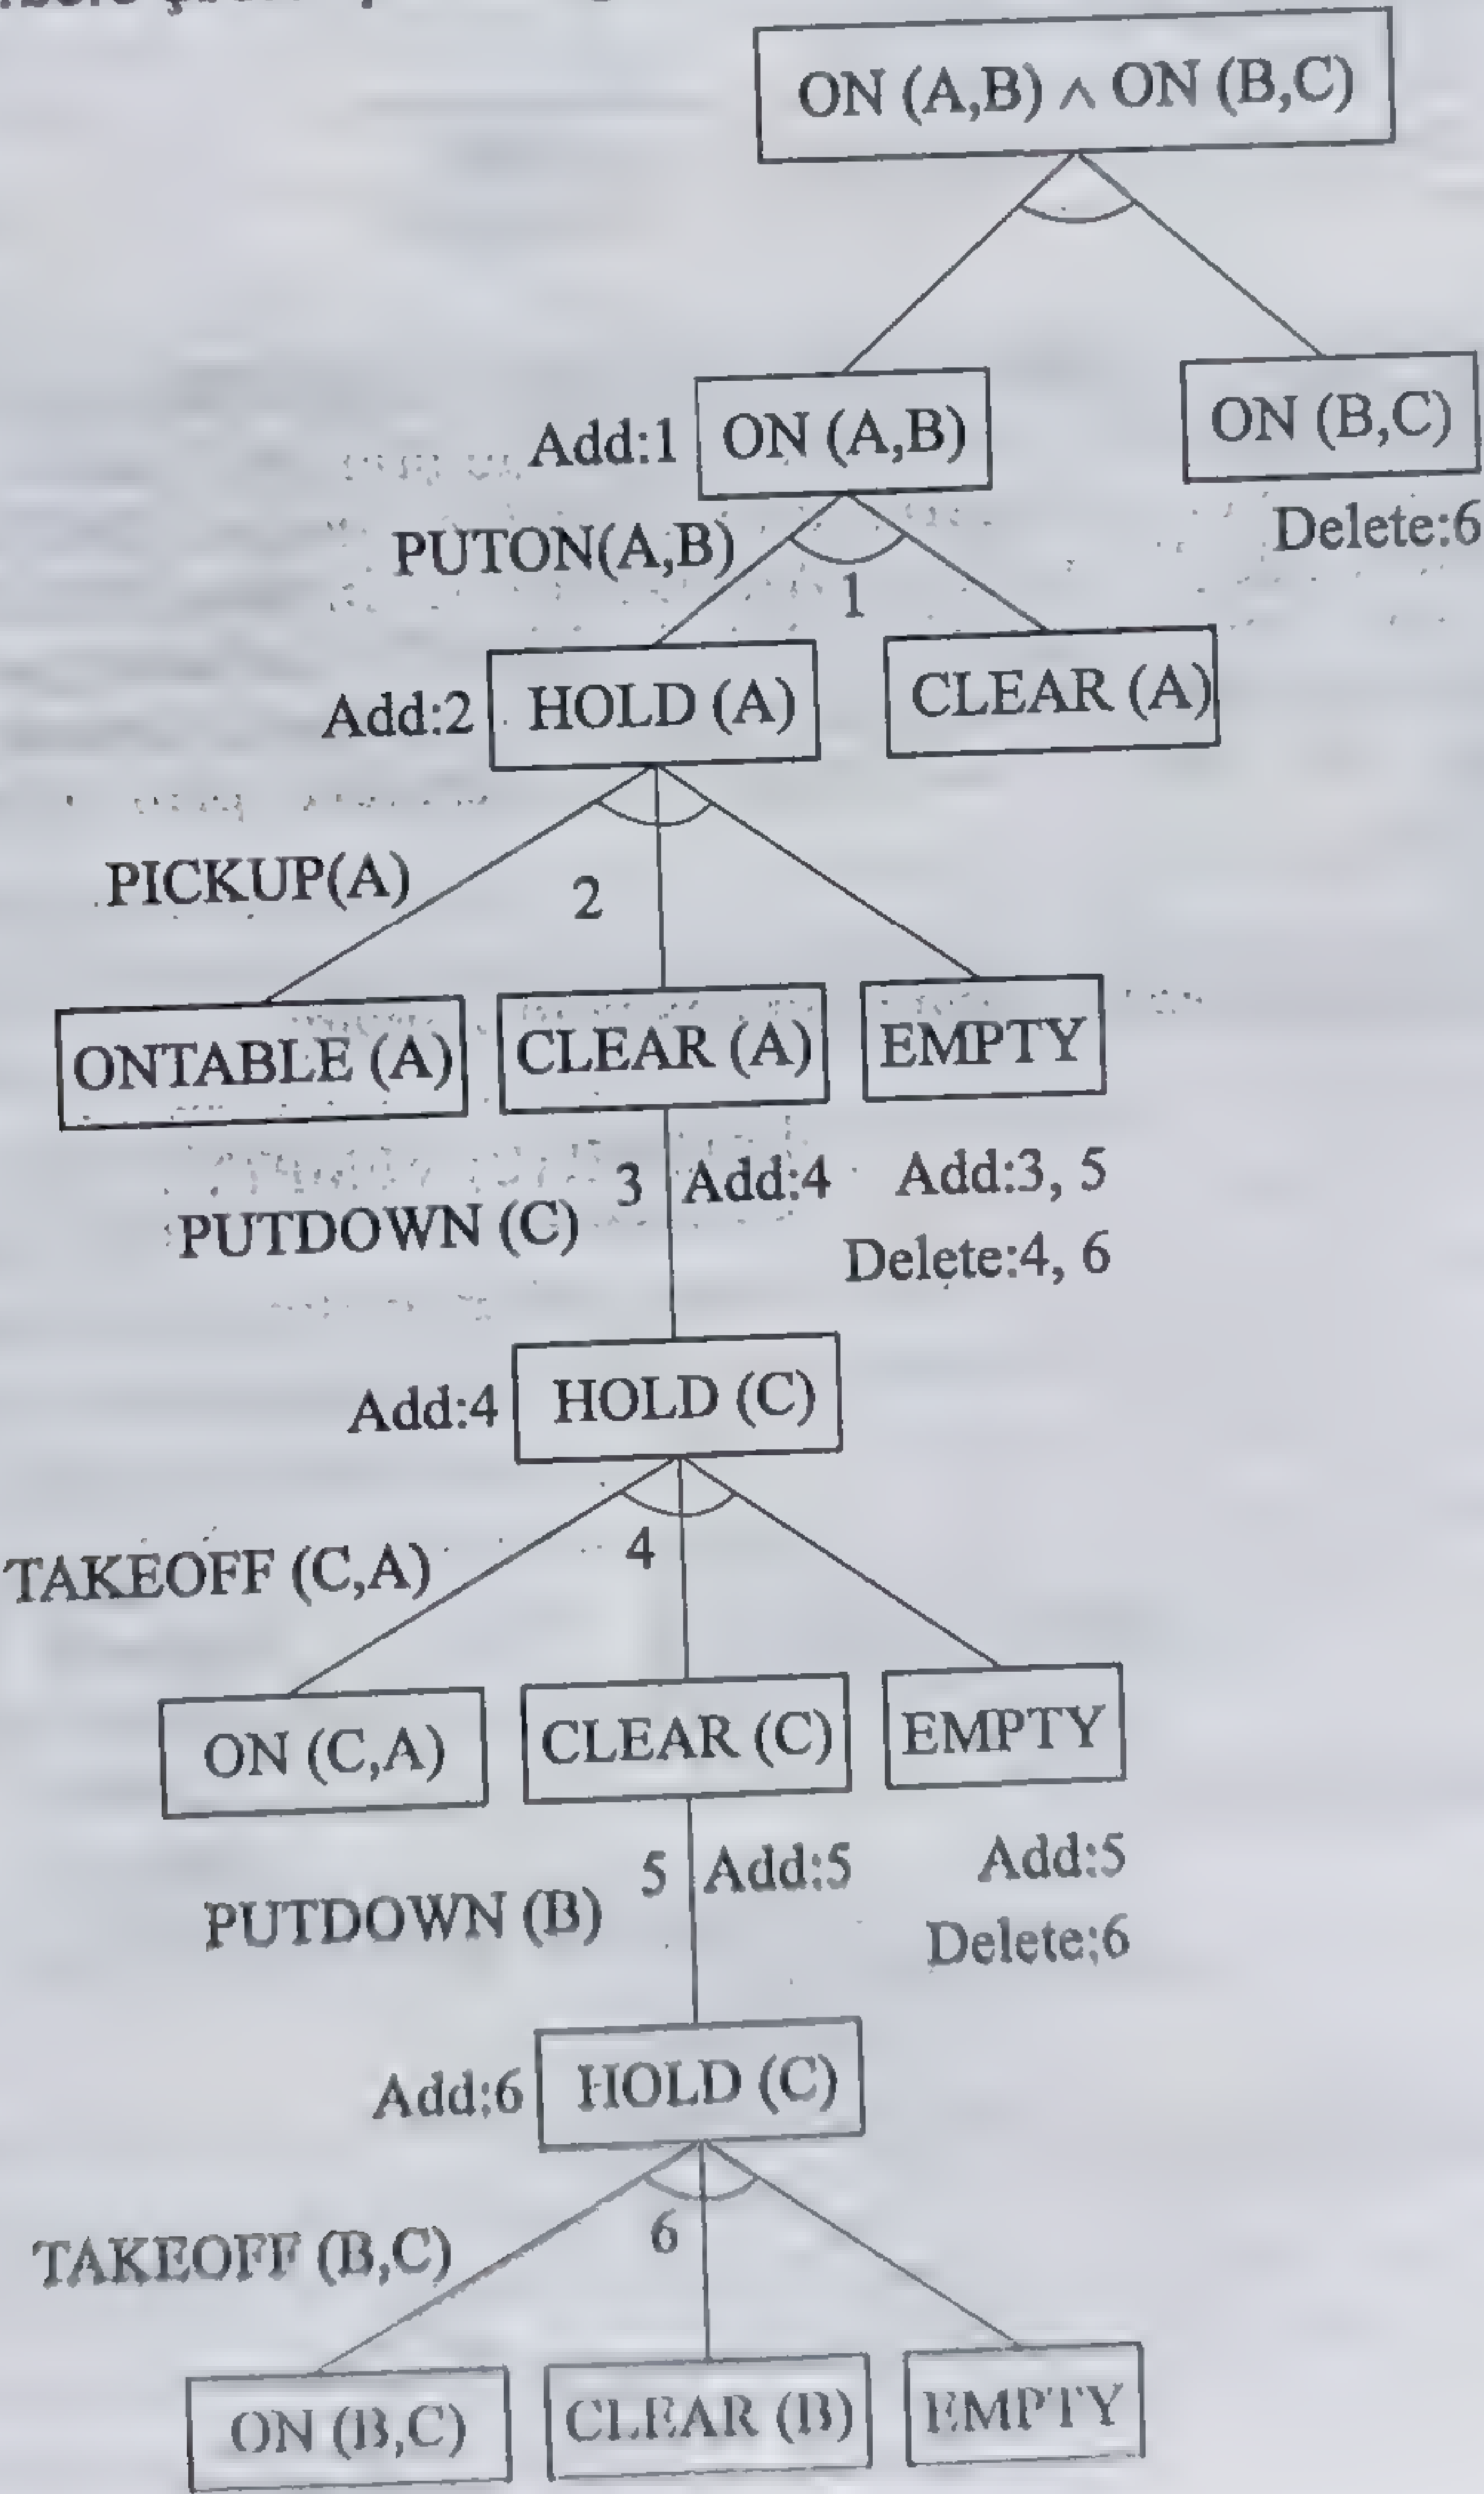 ON (A,B) ∧ ON (B,C)
Add:1 ON (A,B)
ON (B,C)
Delete:6
PUTON(A,B)
1
Add:2 HOLD (A)
CLEAR (A)
PICKUP(A)
2
ONTABLE (A)
CLEAR (A)
EMPTY
3 Add:4
Add:3, 5
PUTDOWN (C)
Delete:4, 6
Add:4 HOLD (C)
TAKEOFF (C,A)
4
ON (C,A)
CLEAR (C)
EMPTY
5 Add:5
Add:5
PUTDOWN (B)
Delete:6
Add:6 HOLD (C)
TAKEOFF (B,C)
6
ON (B,C)
CLEAR (B)
EMPTY